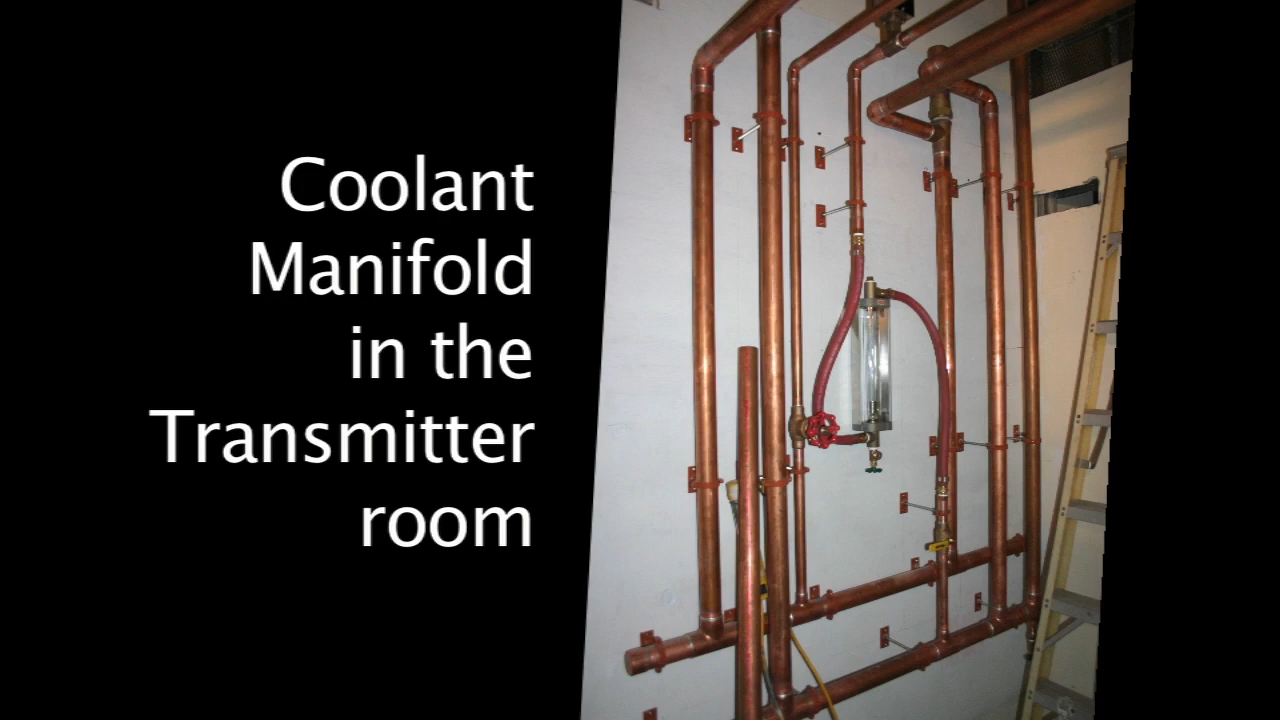 Coolant
Manifold
in the
Transmitter
room